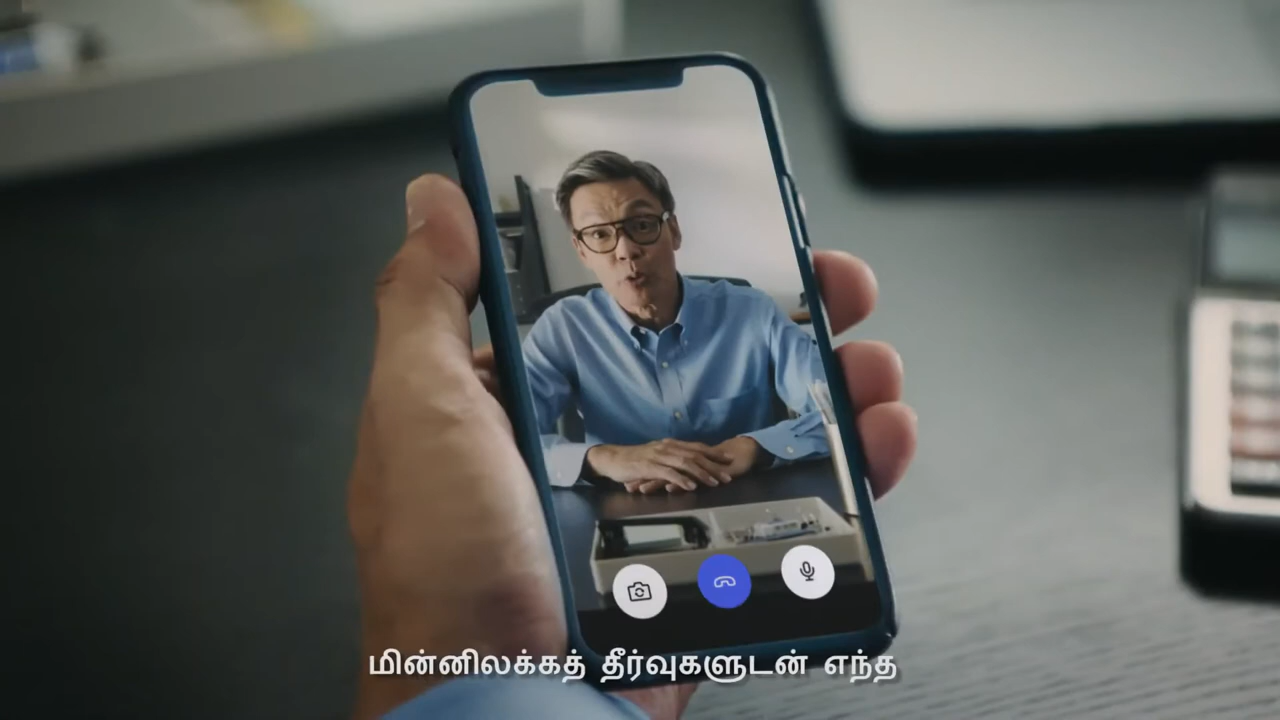 மின்னிலக்கத் தீர்வுகளுடன் எந்த